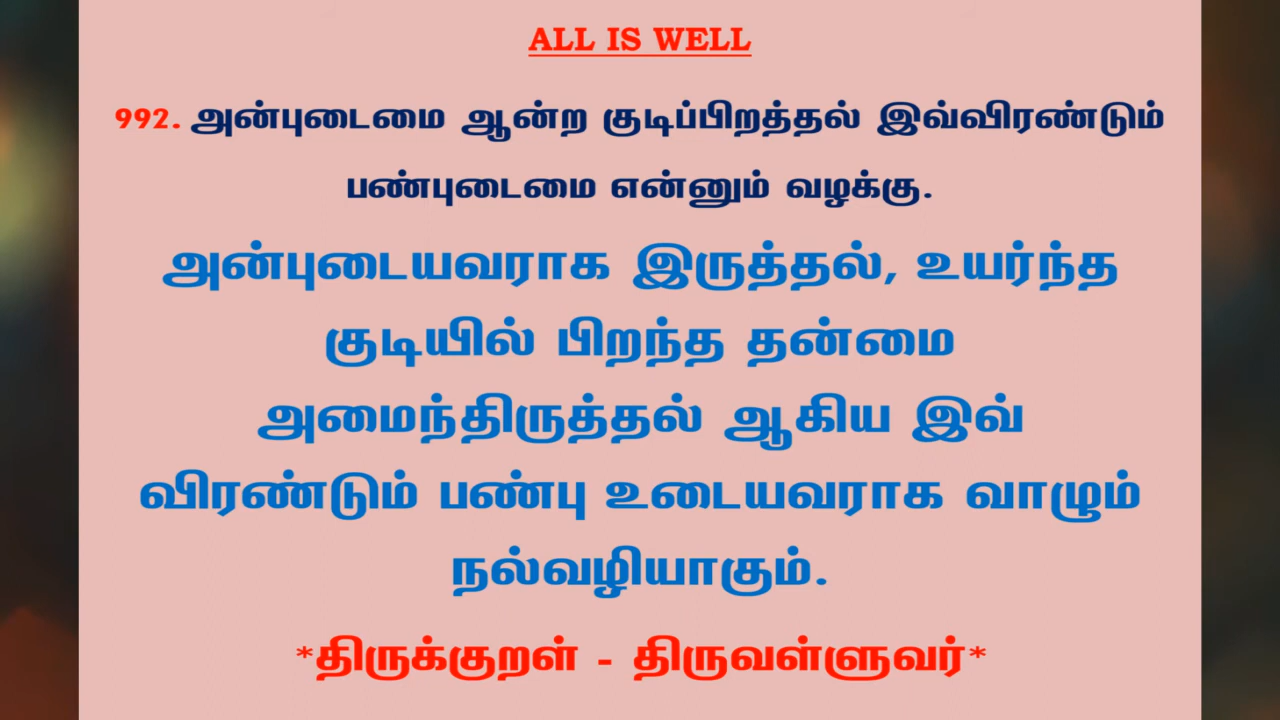 ALL IS WELL
992. அன்புடைமை ஆன்ற குடிப்பிறத்தல் இவ்விரண்டும்
பண்புடைமை என்னும் வழக்கு.
அன்புடையவராக இருத்தல், உயர்ந்த
குடியில் பிறந்த தன்மை
அமைந்திருத்தல் ஆகிய இவ்
விரண்டும் பண்பு உடையவராக வாழும்
நல்வழியாகும்.
*திருக்குறள் - திருவள்ளுவர்*